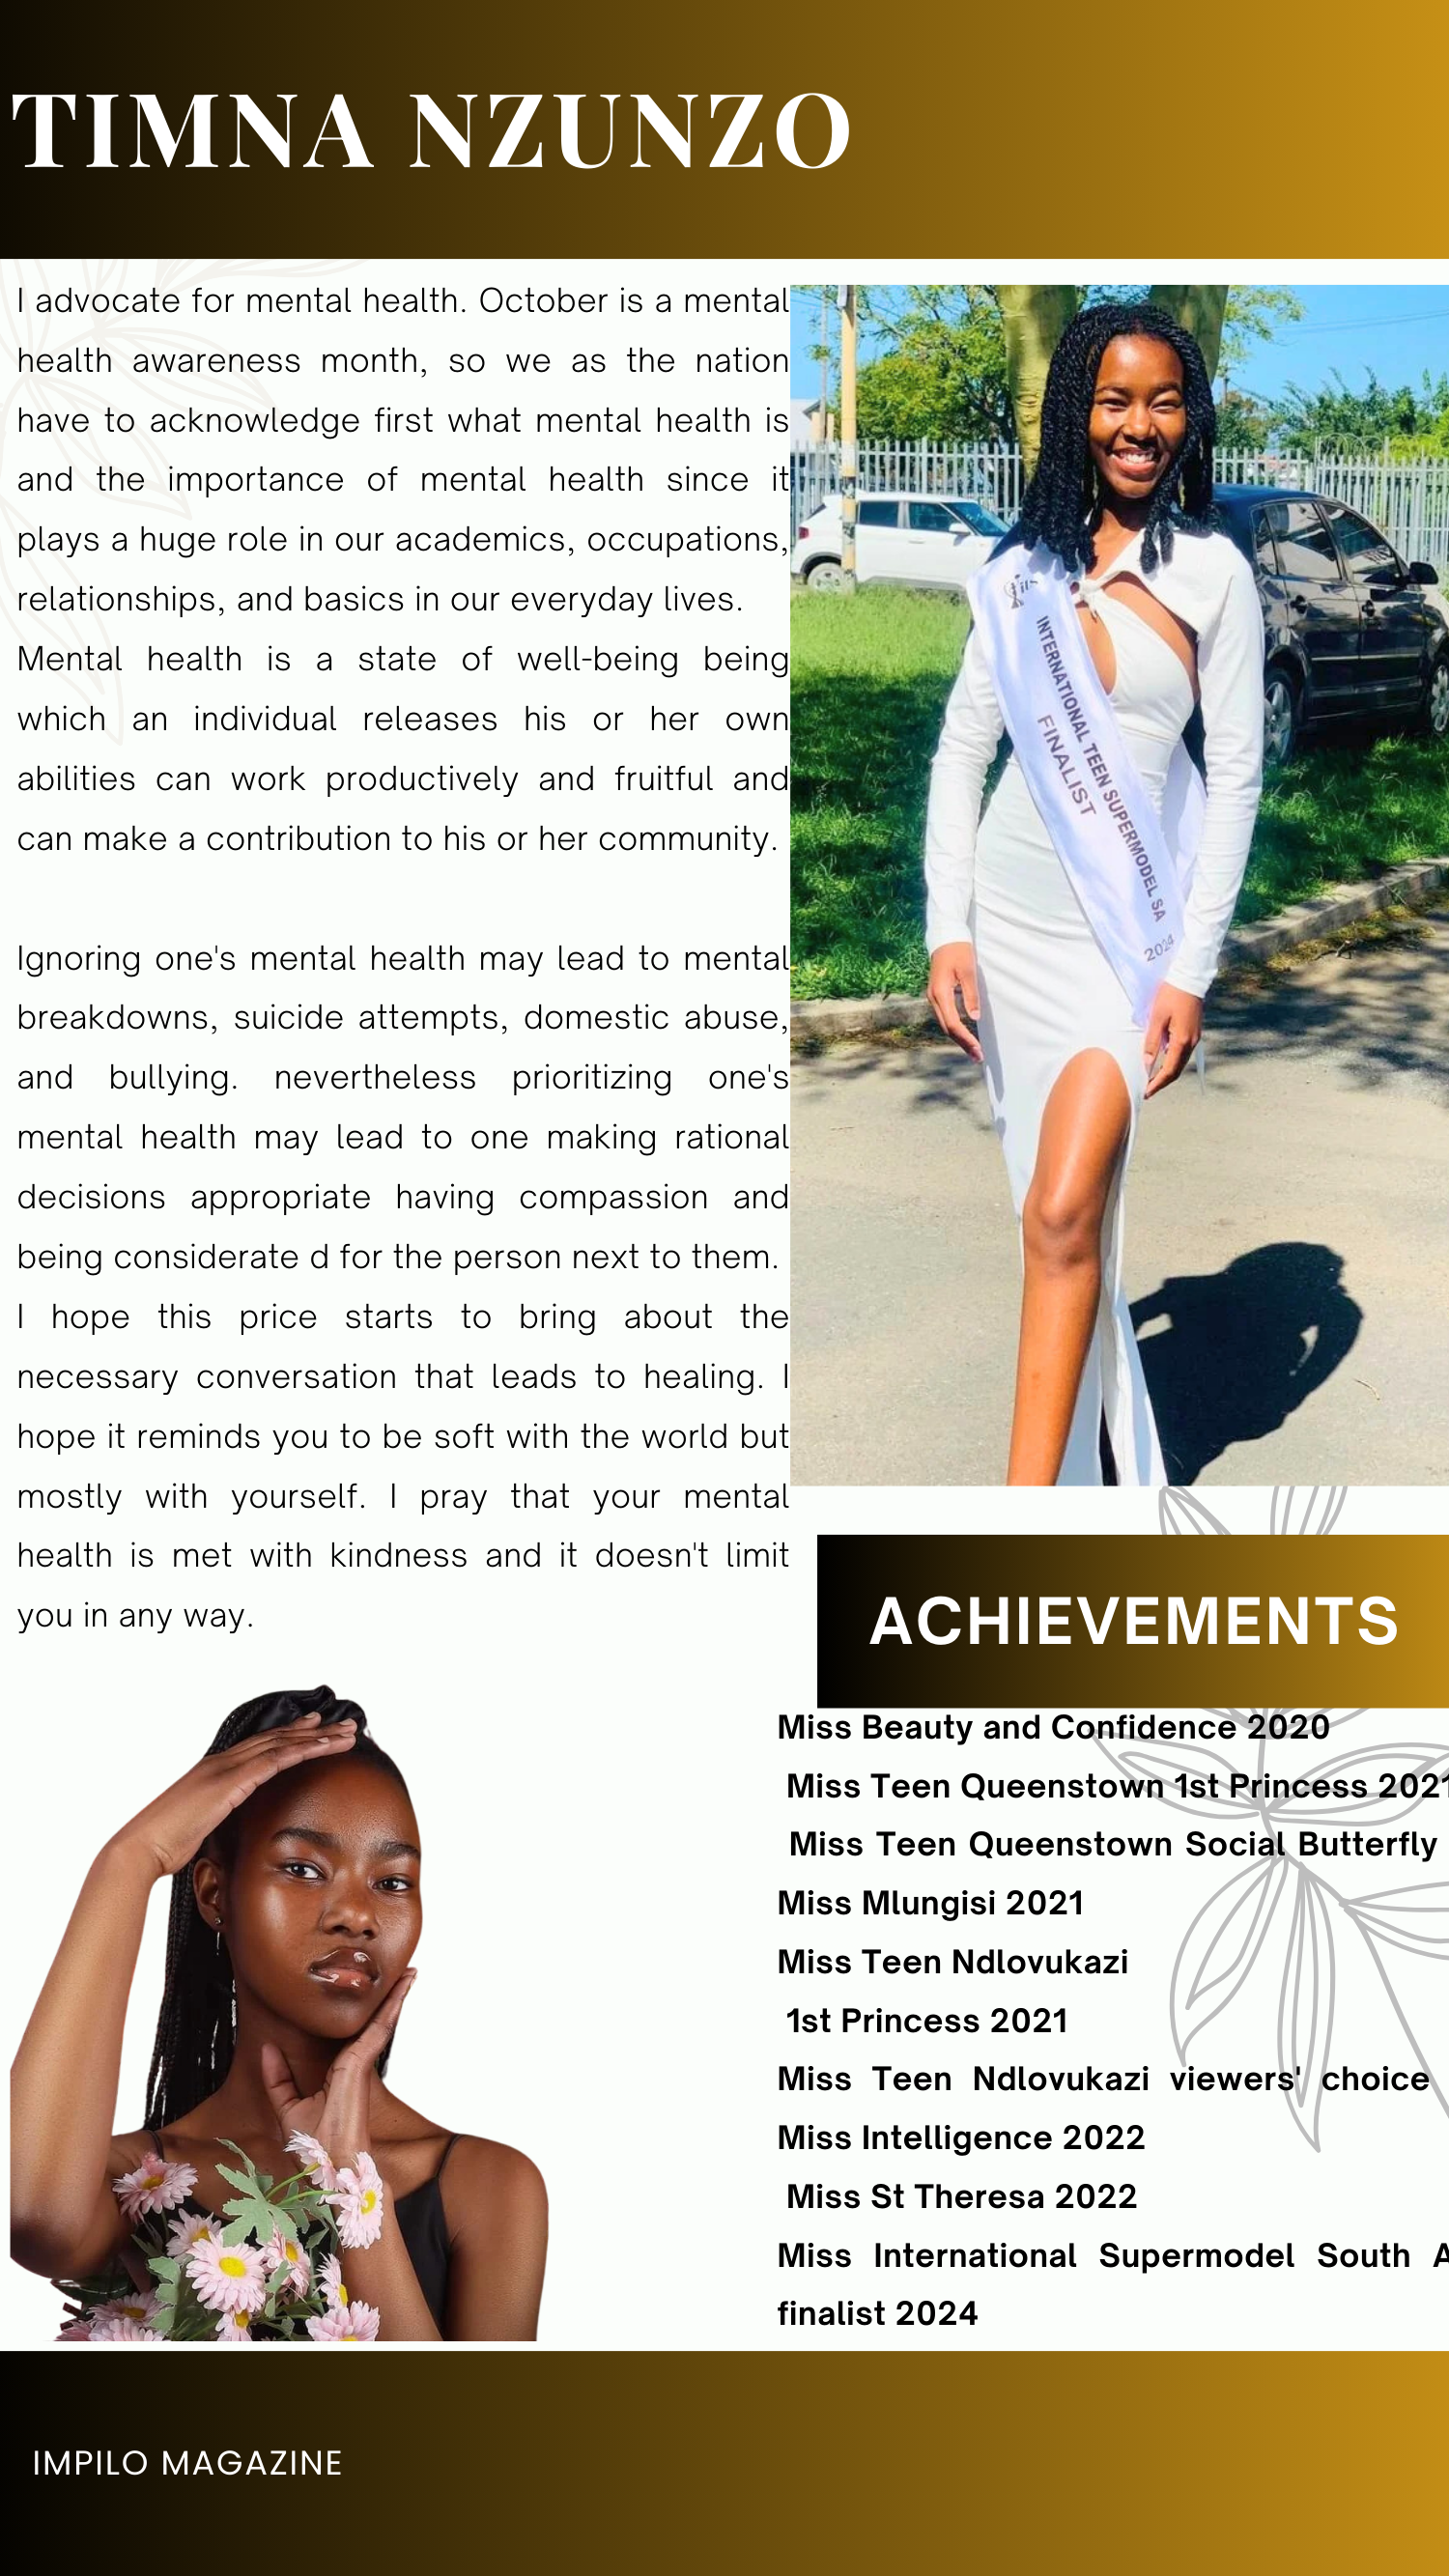 TIMNA NZUNZO
I advocate for mental health. October is a mental
health awareness month, so we as the nation
have to acknowledge first what mental health is
and the importance of mental health since it
plays a huge role in our academics, occupations,
relationships, and basics in our everyday lives.
Mental health is a state of well-being being
which an individual releases his or her own
abilities can work productively and fruitful and
can make a contribution to his or her community.
Ignoring one's mental health may lead to mental
breakdowns, suicide attempts, domestic abuse,
and bullying. nevertheless prioritizing one's
mental health may lead to one making rational
decisions appropriate having compassion and
being considerate d for the person next to them.
I hope this price starts to bring about the
necessary conversation that leads to healing. I
hope it reminds you to be soft with the world but
mostly with yourself. I pray that your mental
health is met with kindness and it doesn't limit
you in any way.
INTERNATIONAL TEEN SUPERMODEL SA
FINALIST
2024
ACHIEVEMENTS
Miss Beauty and Confidence 2020
Miss Teen Queenstown 1st Princess 2021
Miss Teen Queenstown Social Butterfly
Miss Mlungisi 2021
Miss Teen Ndlovukazi
1st Princess 2021
Miss Teen Ndlovukazi viewers' choice
Miss Intelligence 2022
Miss St Theresa 2022
Miss International Supermodel South
finalist 2024
IMPILO MAGAZINE